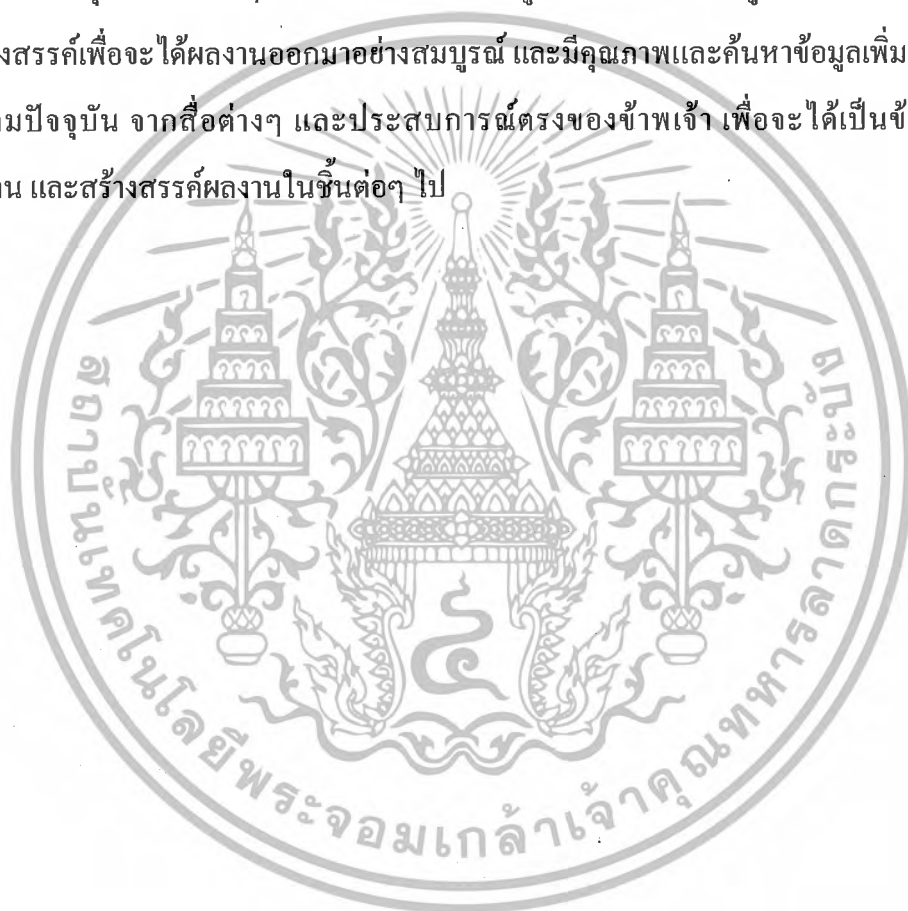 งสรรค์เพื่อจะได้ผลงานออกมาอย่างสมบูรณ์ และมีคุณภาพและค้นหาข้อมูลเพิ่ม
ามปัจจุบัน จากสื่อต่างๆ และประสบการณ์ตรงของข้าพเจ้า เพื่อจะได้เป็นข้
าน และสร้างสรรค์ผลงานในชิ้นต่อๆ ไป
๔
สถาบันเทคโนโลยีพระจอมเกล้าเจ้าคุณทหารลาดกระบัง